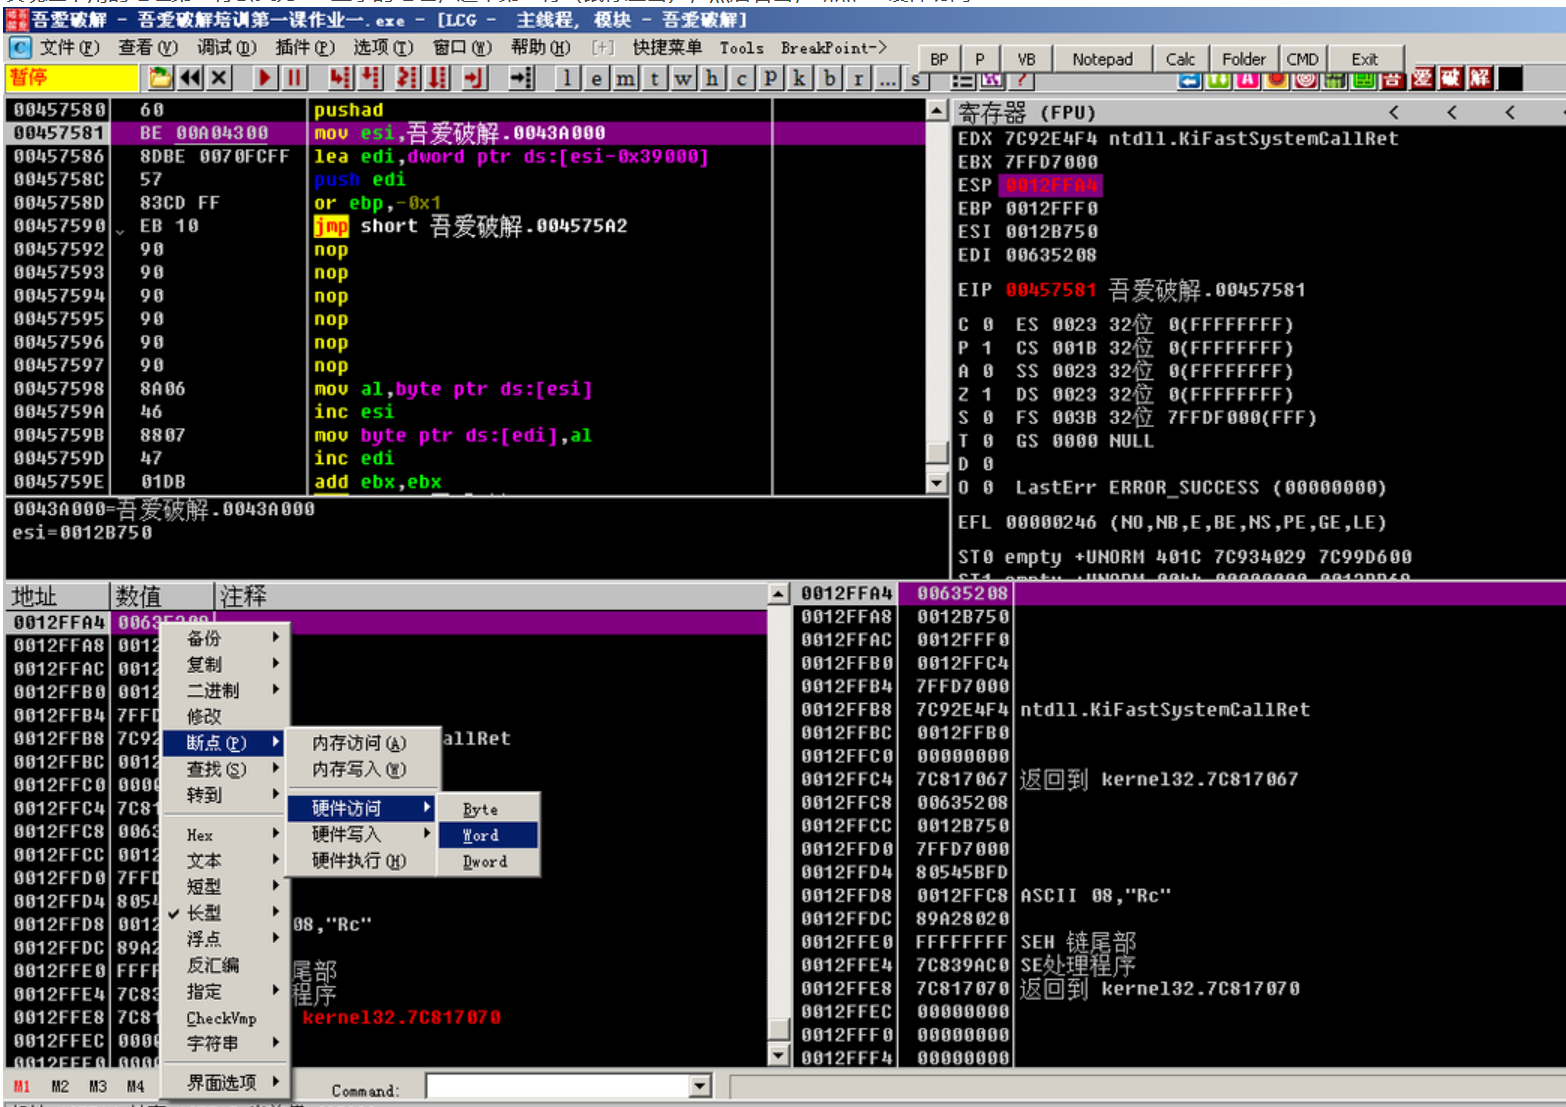 吾爱破解 - 吾爱破解培训第一课作业一.exe - [LCG - 主线程, 模块 - 吾爱破解]
文件(F) 查看(V) 调试(D) 插件(P) 选项(T) 窗口(W) 帮助(H) [+] 快捷菜单 Tools BreakPoint->
BP P VB Notepad Calc Folder CMD Exit
暂停 l e m t w h c P k b r ... s
吾 爱 破 解
00457580 60 pushad
00457581 BE 00A04300 mov esi,吾爱破解.0043A000
00457586 8DBE 0070FCFF lea edi,dword ptr ds:[esi-0x39000]
0045758C 57 push edi
0045758D 83CD FF or ebp,-0x1
00457590 EB 10 jmp short 吾爱破解.004575A2
00457592 90 nop
00457593 90 nop
00457594 90 nop
00457595 90 nop
00457596 90 nop
00457597 90 nop
00457598 8A06 mov al,byte ptr ds:[esi]
0045759A 46 inc esi
0045759B 8807 mov byte ptr ds:[edi],al
0045759D 47 inc edi
0045759E 01DB add ebx,ebx
0043A000=吾爱破解.0043A000
esi=0012B750
寄存器 (FPU) < < < <
EDX 7C92E4F4 ntdll.KiFastSystemCallRet
EBX 7FFD7000
ESP 0012FFA4
EBP 0012FFF0
ESI 0012B750
EDI 00635208
EIP 00457581 吾爱破解.00457581
C 0 ES 0023 32位 0(FFFFFFFF)
P 1 CS 001B 32位 0(FFFFFFFF)
A 0 SS 0023 32位 0(FFFFFFFF)
Z 1 DS 0023 32位 0(FFFFFFFF)
S 0 FS 003B 32位 7FFDF000(FFF)
T 0 GS 0000 NULL
D 0
O 0 LastErr ERROR_SUCCESS (00000000)
EFL 00000246 (NO,NB,E,BE,NS,PE,GE,LE)
ST0 empty +UNORM 401C 7C934029 7C99D600
地址 数值 注释
0012FFA4 00635208
0012FFA8 0012
0012FFAC 0012
0012FFB0 0012
0012FFB4 7FFD
0012FFB8 7C92 allRet
0012FFBC 0012
0012FFC0 0000
0012FFC4 7C81
0012FFC8 0063
0012FFCC 0012
0012FFD0 7FFD
0012FFD4 8054
0012FFD8 0012 08,"Rc"
0012FFDC 89A2
0012FFE0 FFFF 尾部
0012FFE4 7C83 程序
0012FFE8 7C81 kernel32.7C817070
0012FFEC 0000
0012FFF0 0000
备份
复制
二进制
修改
断点(P)
查找(S)
转到
Hex
文本
短型
长型
浮点
反汇编
指定
CheckVmp
字符串
界面选项
内存访问(A)
内存写入(W)
硬件访问
硬件写入
硬件执行(H)
Byte
Word
Dword
0012FFA4 00635208
0012FFA8 0012B750
0012FFAC 0012FFF0
0012FFB0 0012FFC4
0012FFB4 7FFD7000
0012FFB8 7C92E4F4 ntdll.KiFastSystemCallRet
0012FFBC 0012FFB0
0012FFC0 00000000
0012FFC4 7C817067 返回到 kernel32.7C817067
0012FFC8 00635208
0012FFCC 0012B750
0012FFD0 7FFD7000
0012FFD4 80545BFD
0012FFD8 0012FFC8 ASCII 08,"Rc"
0012FFDC 89A28020
0012FFE0 FFFFFFFF SEH 链尾部
0012FFE4 7C839AC0 SE处理程序
0012FFE8 7C817070 返回到 kernel32.7C817070
0012FFEC 00000000
0012FFF0 00000000
0012FFF4 00000000
M1 M2 M3 M4 Command: